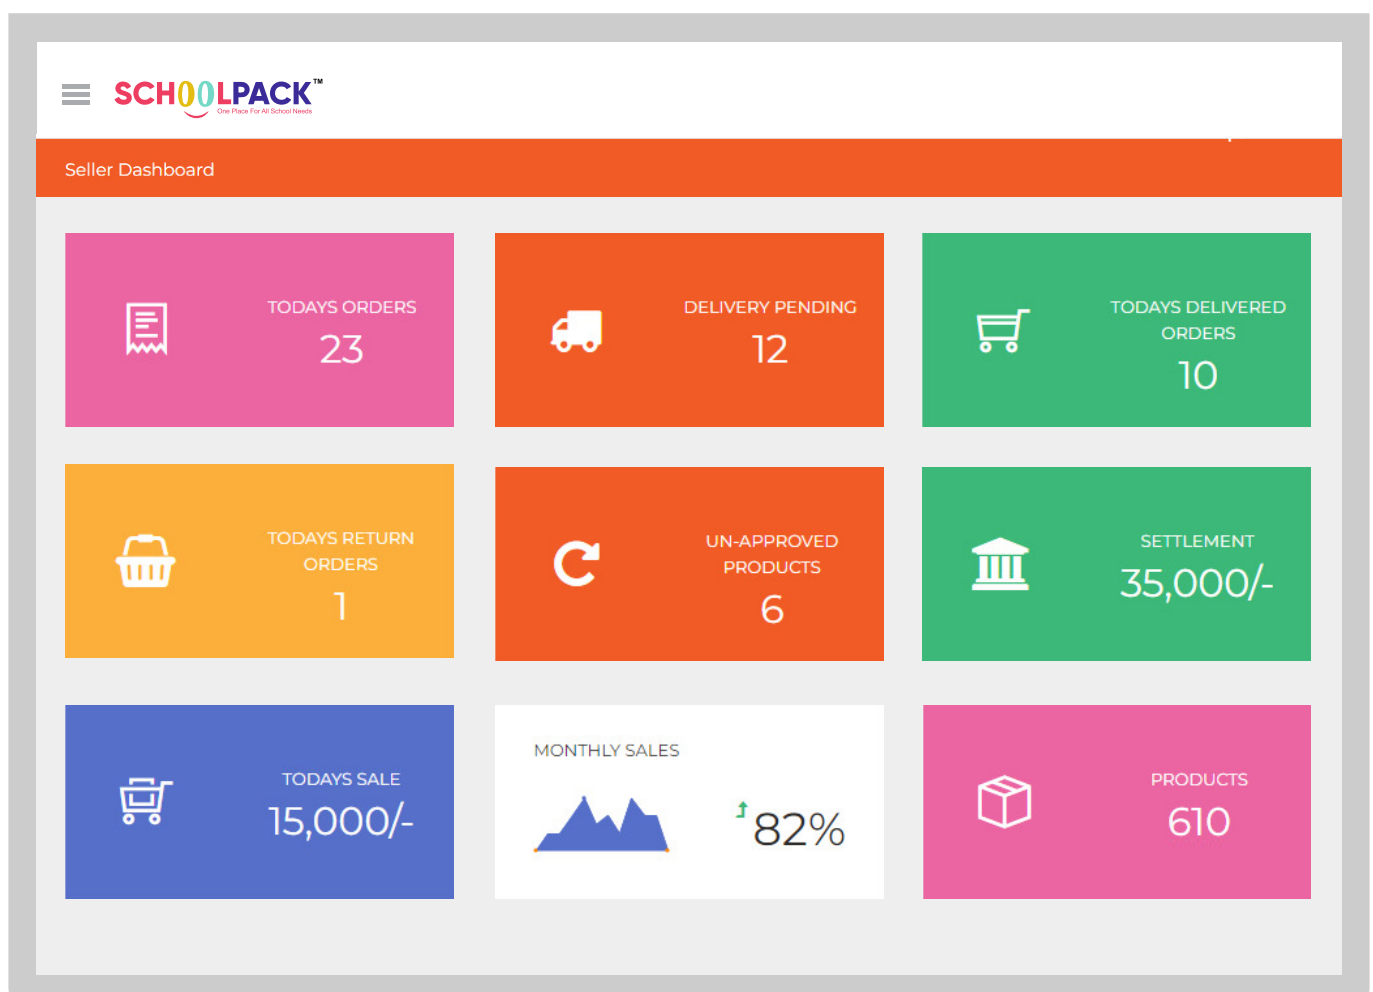 SCHOOLPACK™
One Place For All School Needs
Seller Dashboard
TODAYS ORDERS
23
DELIVERY PENDING
12
TODAYS DELIVERED
ORDERS
10
TODAYS RETURN
ORDERS
1
UN-APPROVED
PRODUCTS
6
SETTLEMENT
35,000/-
TODAYS SALE
15,000/-
MONTHLY SALES
82%
PRODUCTS
610